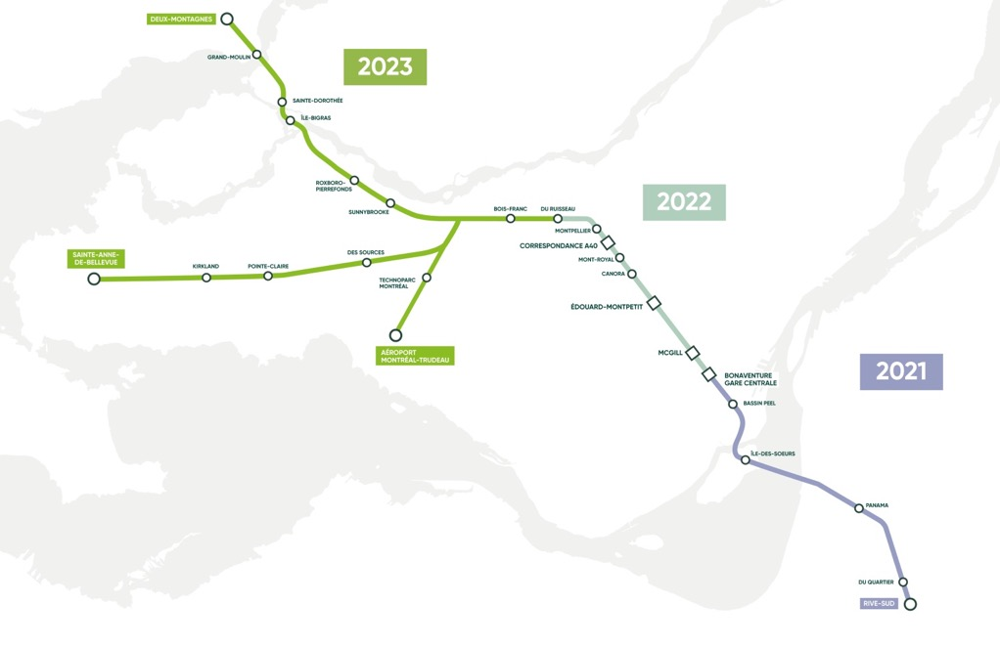 DEUX-MONTAGNES
GRAND-MOULIN
2023
SAINTE-DOROTHÉE
ÎLE-BIGRAS
ROXBORO-
PIERREFONDS
SUNNYBROOKE
BOIS-FRANC
DU RUISSEAU
2022
MONTPELLIER
CORRESPONDANCE A40
MONT-ROYAL
CANORA
SAINTE-ANNE-
DE-BELLEVUE
KIRKLAND
POINTE-CLAIRE
DES SOURCES
TECHNOPARC
MONTRÉAL
AÉROPORT
MONTRÉAL-TRUDEAU
ÉDOUARD-MONTPETIT
MCGILL
BONAVENTURE
GARE CENTRALE
2021
BASSIN PEEL
ÎLE-DES-SOEURS
PANAMA
DU QUARTIER
RIVE-SUD